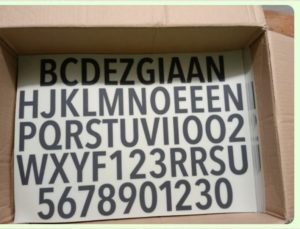 BCDEZGIAAN
HJKLMNOEEEN
PQRSTUVIIOO2
WXYF123RRSU
5678901230